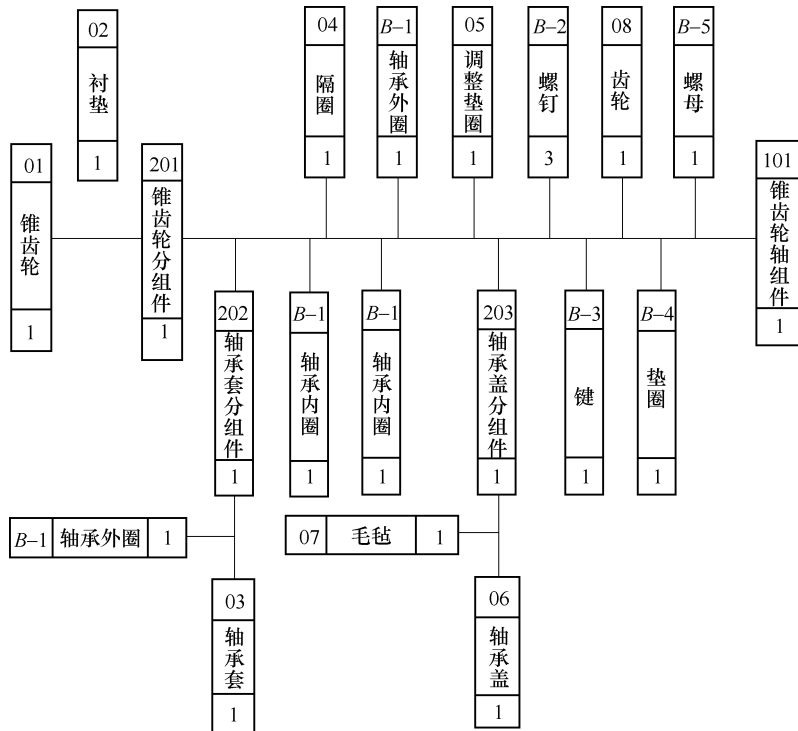 02
衬垫
1
04
隔圈
1
B-1
轴承外圈
1
05
调整垫圈
1
B-2
螺钉
3
08
齿轮
1
B-5
螺母
1
01
锥齿轮
1
201
锥齿轮分组件
1
101
锥齿轮轴组件
1
202
轴承套分组件
1
B-1
轴承内圈
1
B-1
轴承内圈
1
203
轴承盖分组件
1
B-3
键
1
B-4
垫圈
1
B-1 轴承外圈 1
07 毛毡 1
03
轴承套
1
06
轴承盖
1